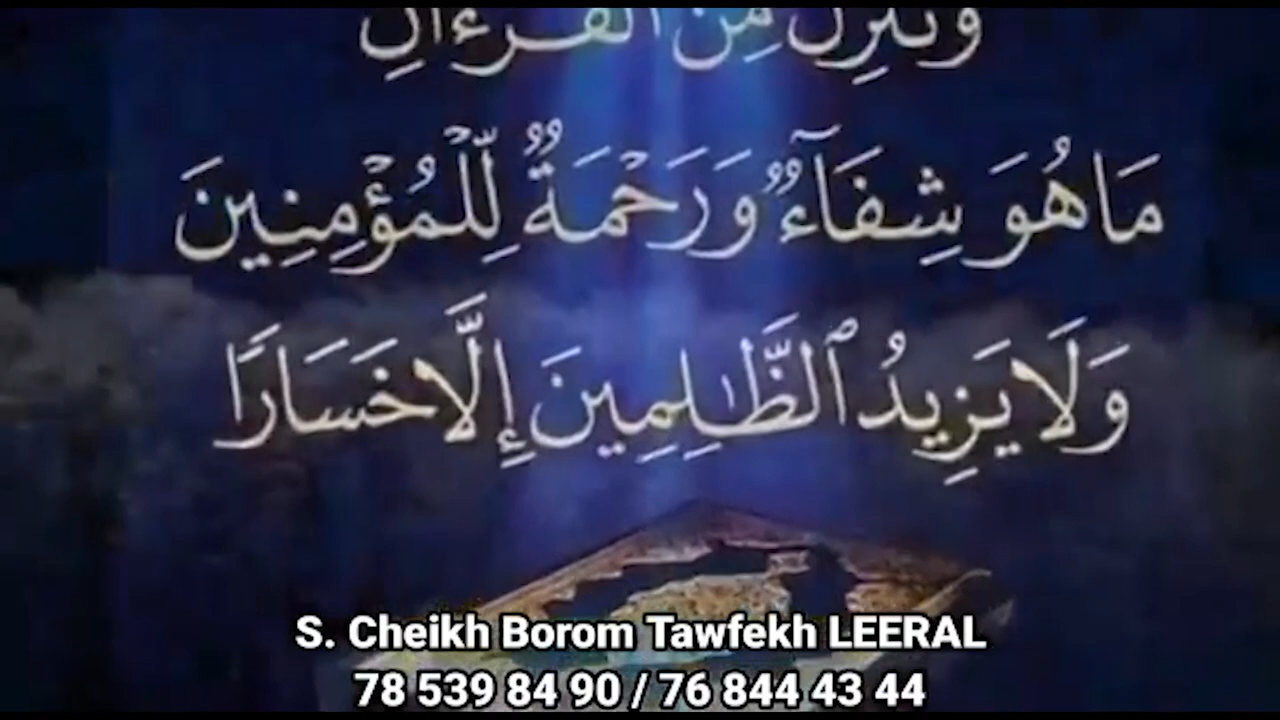 وَنُنَزِّلُ مِنَ ٱلْقُرْءَانِ
مَا هُوَ شِفَآءٌ وَرَحْمَةٌ لِّلْمُؤْمِنِينَ
وَلَا يَزِيدُ ٱلظَّٰلِمِينَ إِلَّا خَسَارًا
S. Cheikh Borom Tawfekh LEERAL
78 539 84 90 / 76 844 43 44